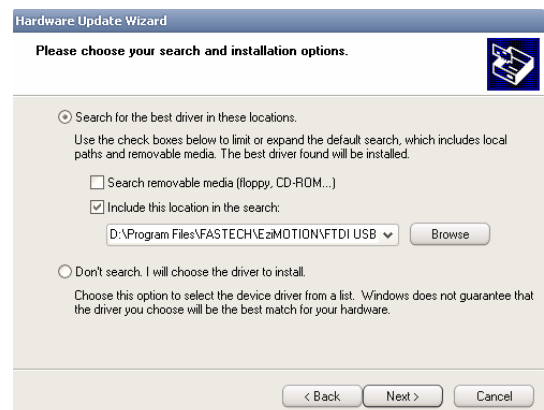 Hardware Update Wizard
Please choose your search and installation options.
Search for the best driver in these locations.
Use the check boxes below to limit or expand the default search, which includes local
paths and removable media. The best driver found will be installed.
Search removable media (floppy, CD-ROM...)
Include this location in the search:
D:\Program Files\FASTECH\EziMOTION\FTDI USB
Browse
Don't search. I will choose the driver to install.
Choose this option to select the device driver from a list. Windows does not guarantee that
the driver you choose will be the best match for your hardware.
< Back Next > Cancel